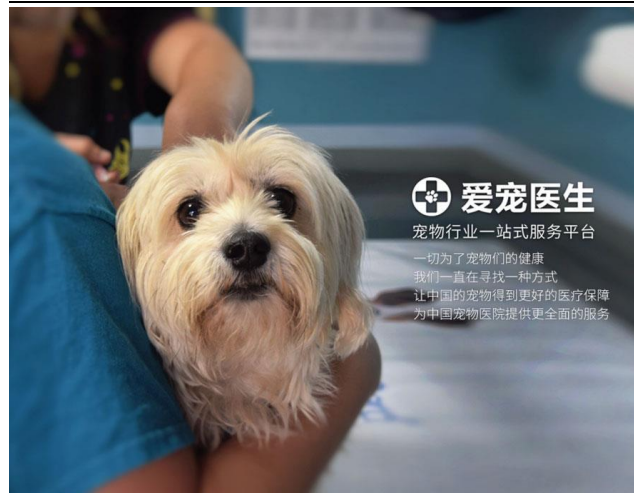 爱宠医生
宠物行业一站式服务平台
一切为了宠物们的健康
我们一直在寻找一种方式
让中国的宠物得到更好的医疗保障
为中国宠物医院提供更全面的服务